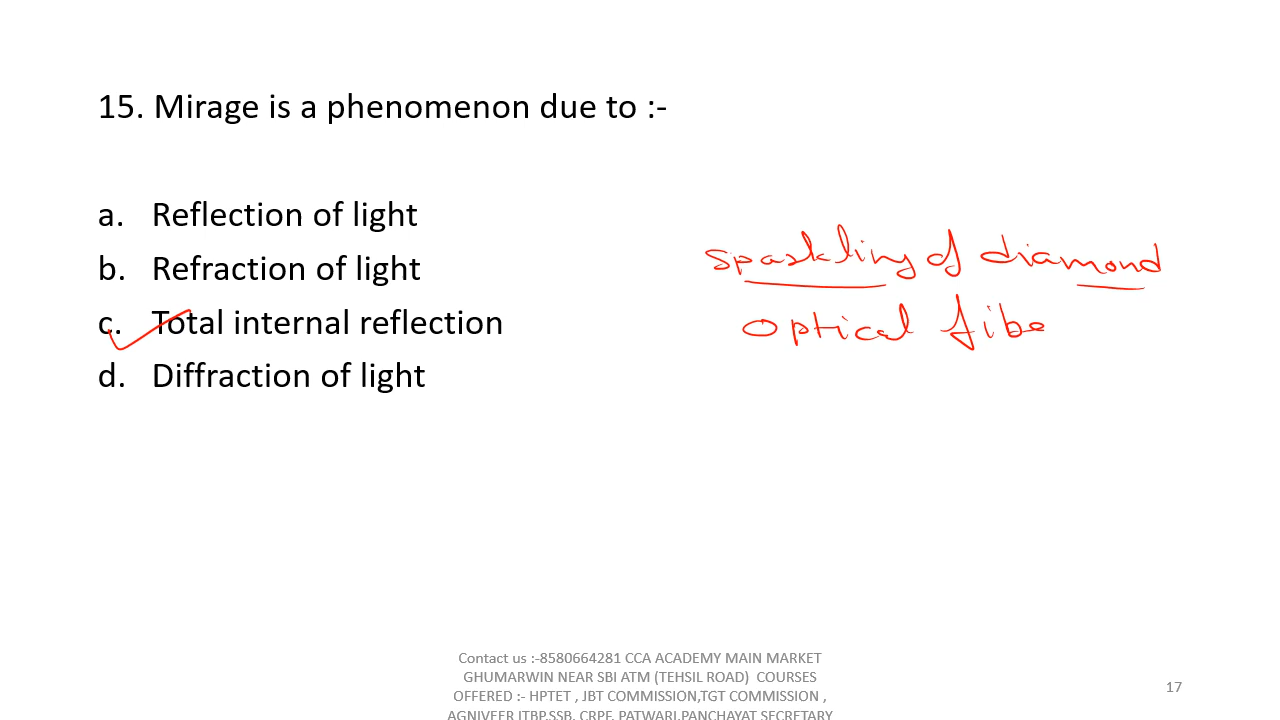 15. Mirage is a phenomenon due to :-
a. Reflection of light
b. Refraction of light
c. Total internal reflection
d. Diffraction of light
Sparkling of diamond
Optical fibe
Contact us :-8580664281 CCA ACADEMY MAIN MARKET
GHUMARWIN NEAR SBI ATM (TEHSIL ROAD) COURSES
OFFERED :- HPTET , JBT COMMISSION,TGT COMMISSION ,
AGNIVEER ITBP,SSB, CRPF, PATWARI,PANCHAYAT SECRETARY
17